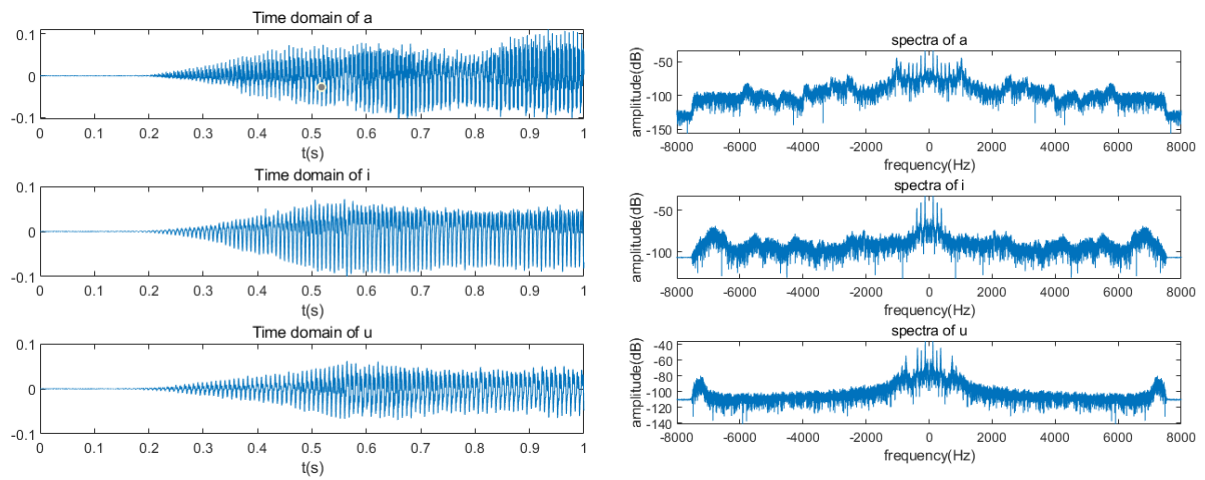 Time domain of a
0.1
0
-0.1
0 0.1 0.2 0.3 0.4 0.5 0.6 0.7 0.8 0.9 1
t(s)
Time domain of i
0.1
0
-0.1
0 0.1 0.2 0.3 0.4 0.5 0.6 0.7 0.8 0.9 1
t(s)
Time domain of u
0.1
0
-0.1
0 0.1 0.2 0.3 0.4 0.5 0.6 0.7 0.8 0.9 1
t(s)
spectra of a
amplitude(dB)
-50
-100
-150
-8000 -6000 -4000 -2000 0 2000 4000 6000 8000
frequency(Hz)
spectra of i
amplitude(dB)
-50
-100
-8000 -6000 -4000 -2000 0 2000 4000 6000 8000
frequency(Hz)
spectra of u
amplitude(dB)
-40
-60
-80
-100
-120
-140
-8000 -6000 -4000 -2000 0 2000 4000 6000 8000
frequency(Hz)